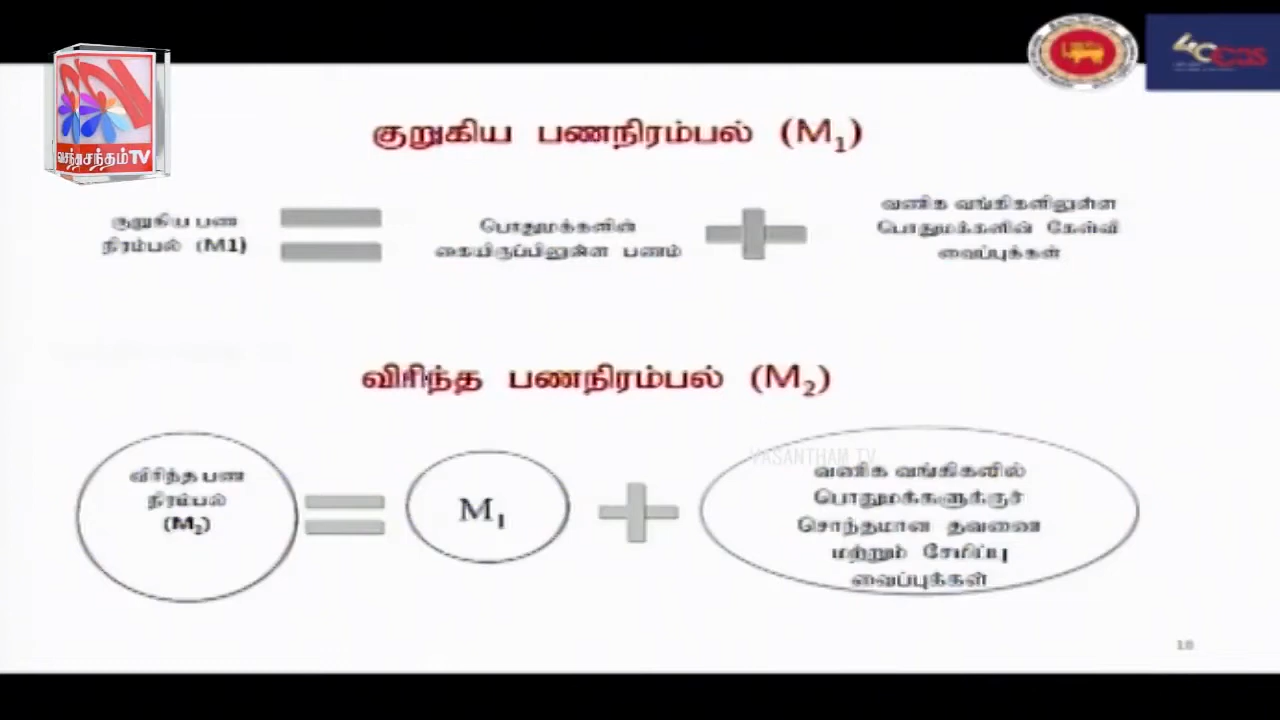 வசந்தசந்தம்TV
குறுகிய பணநிரம்பல் (M₁)
குறுகிய பண
நிரம்பல் (M1)
பொதுமக்களின்
கையிருப்பிலுள்ள பணம்
வணிக வங்கிகளிலுள்ள
பொதுமக்களின் கேள்வி
வைப்புக்கள்
விரிந்த பணநிரம்பல் (M₂)
விரிந்த பண
நிரம்பல்
(M₂)
M₁
VASANTHAM TV
வணிக வங்கிகளில்
பொதுமக்களுக்குச்
சொந்தமான தவணை
மற்றும் சேமிப்பு
வைப்புக்கள்
18